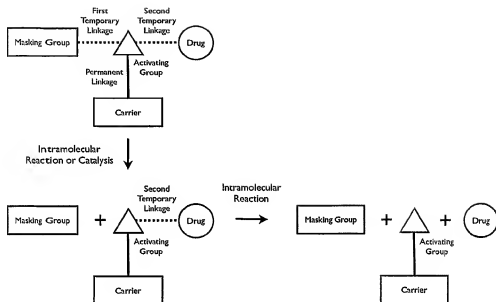 First
Temporary
Linkage
Second
Temporary
Linkage
Masking Group
Drug
Activating
Group
Permanent
Linkage
Carrier
Intramolecular
Reaction or Catalysis
Second
Temporary
Linkage
Intramolecular
Reaction
Masking Group
+
Drug
Masking Group
+
+
Drug
Activating
Group
Activating
Group
Carrier
Carrier